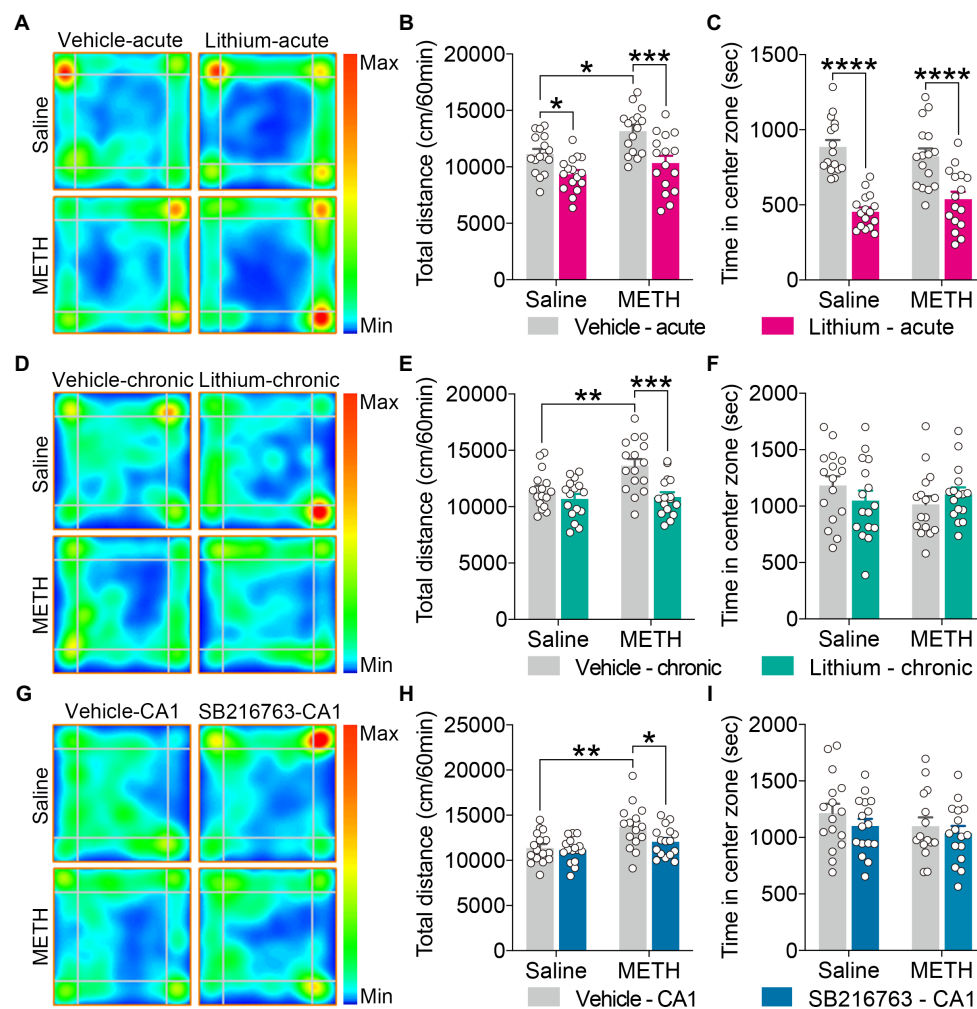 A
Vehicle-acute
Lithium-acute
Saline
METH
Max
Min
B
Total distance (cm/60min)
20000
15000
10000
5000
0
*
*
***
Saline
METH
Vehicle - acute
C
Time in center zone (sec)
1500
1000
500
0
****
****
Saline
METH
Lithium - acute
D
Vehicle-chronic
Lithium-chronic
Saline
METH
Max
Min
E
Total distance (cm/60min)
20000
15000
10000
5000
0
**
***
Saline
METH
Vehicle - chronic
F
Time in center zone (sec)
2000
1500
1000
500
0
Saline
METH
Lithium - chronic
G
Vehicle-CA1
SB216763-CA1
Saline
METH
Max
Min
H
Total distance (cm/60min)
25000
20000
15000
10000
5000
0
**
*
Saline
METH
Vehicle - CA1
I
Time in center zone (sec)
2000
1500
1000
500
0
Saline
METH
SB216763 - CA1